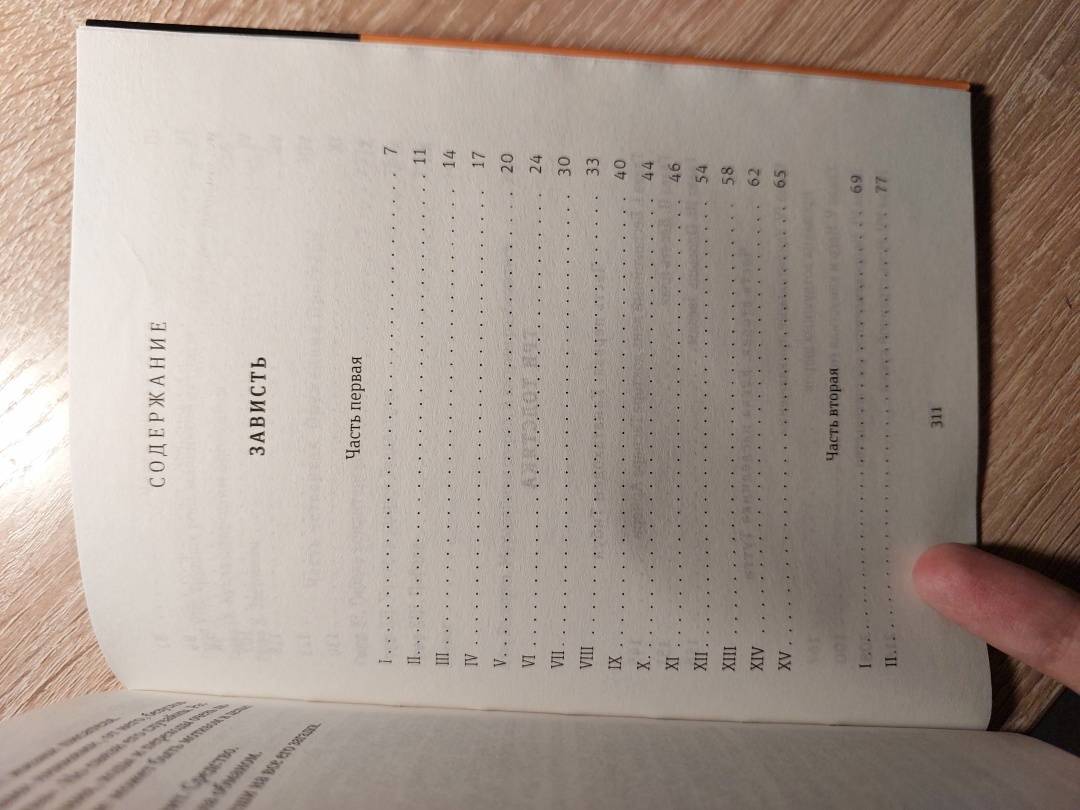 СОДЕРЖАНИЕ
ЗАВИСТЬ
Часть первая
I . . . . . . . . . . . . . . . . . . . . . . . . . . . . . . 7
II. . . . . . . . . . . . . . . . . . . . . . . . . . . . . . 11
III . . . . . . . . . . . . . . . . . . . . . . . . . . . . . . 14
IV . . . . . . . . . . . . . . . . . . . . . . . . . . . . . . 17
V. . . . . . . . . . . . . . . . . . . . . . . . . . . . . . 20
VI . . . . . . . . . . . . . . . . . . . . . . . . . . . . . . 24
VII . . . . . . . . . . . . . . . . . . . . . . . . . . . . . . 30
VIII . . . . . . . . . . . . . . . . . . . . . . . . . . . . . . 33
IX . . . . . . . . . . . . . . . . . . . . . . . . . . . . . . 40
X. . . . . . . . . . . . . . . . . . . . . . . . . . . . . . 44
XI . . . . . . . . . . . . . . . . . . . . . . . . . . . . . . 46
XII . . . . . . . . . . . . . . . . . . . . . . . . . . . . . . 54
XIII . . . . . . . . . . . . . . . . . . . . . . . . . . . . . . 58
XIV . . . . . . . . . . . . . . . . . . . . . . . . . . . . . . 62
XV . . . . . . . . . . . . . . . . . . . . . . . . . . . . . . 65
Часть вторая
I . . . . . . . . . . . . . . . . . . . . . . . . . . . . . . 69
II. . . . . . . . . . . . . . . . . . . . . . . . . . . . . . 77
311